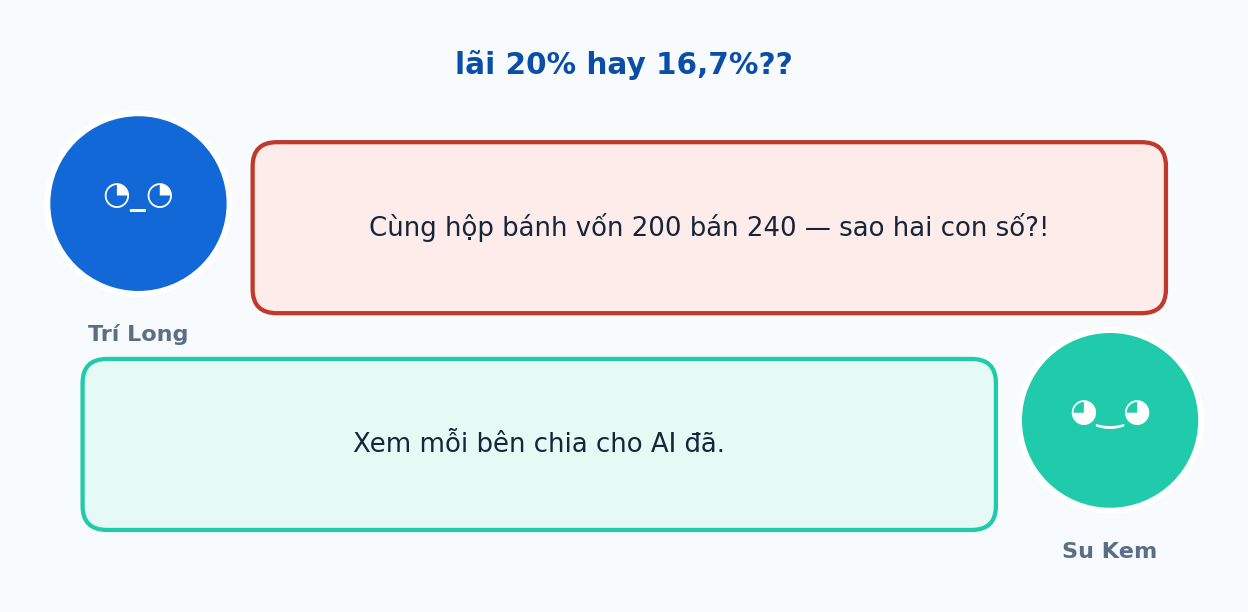 lãi 20% hay 16,7%??
Cùng hộp bánh vốn 200 bán 240 — sao hai con số?!
Trí Long
Xem mỗi bên chia cho AI đã.
Su Kem